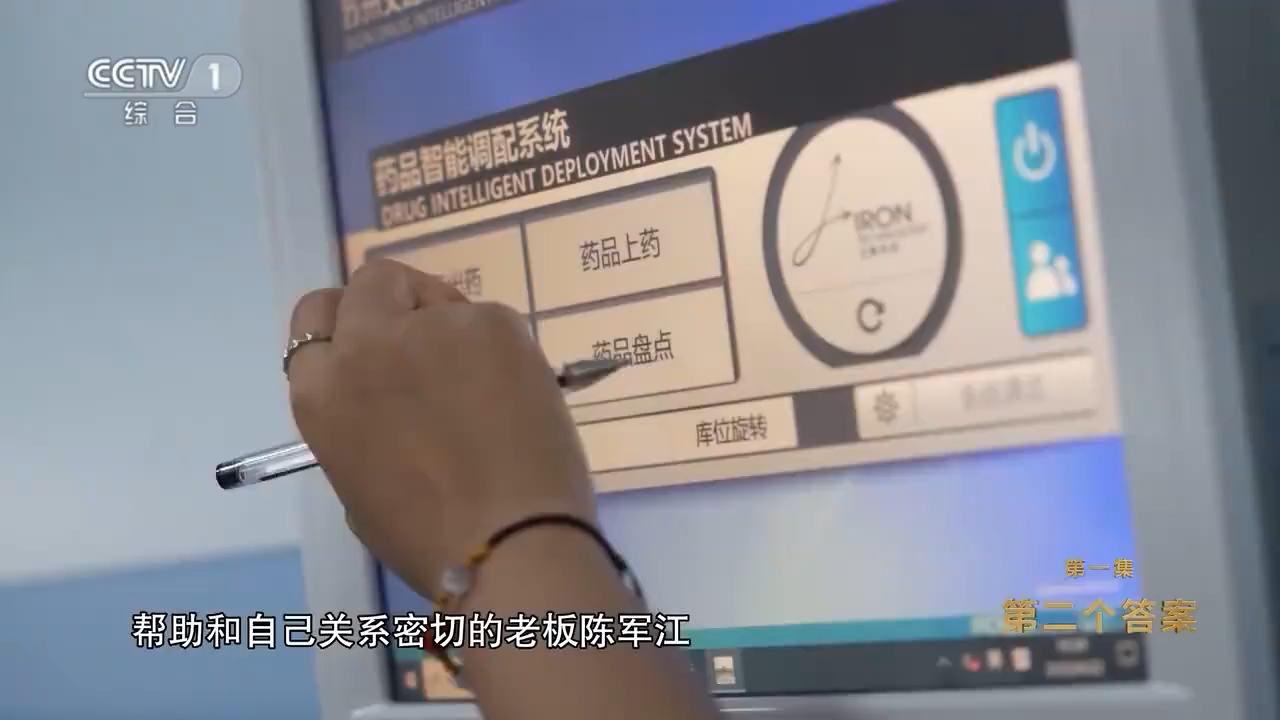 CCTV 1
综合
药品智能调配系统
DRUG INTELLIGENT DEPLOYMENT SYSTEM
药品上药
出药
IRON
药品盘点
库位旋转
第一集
第二个答案
帮助和自己关系密切的老板陈军江